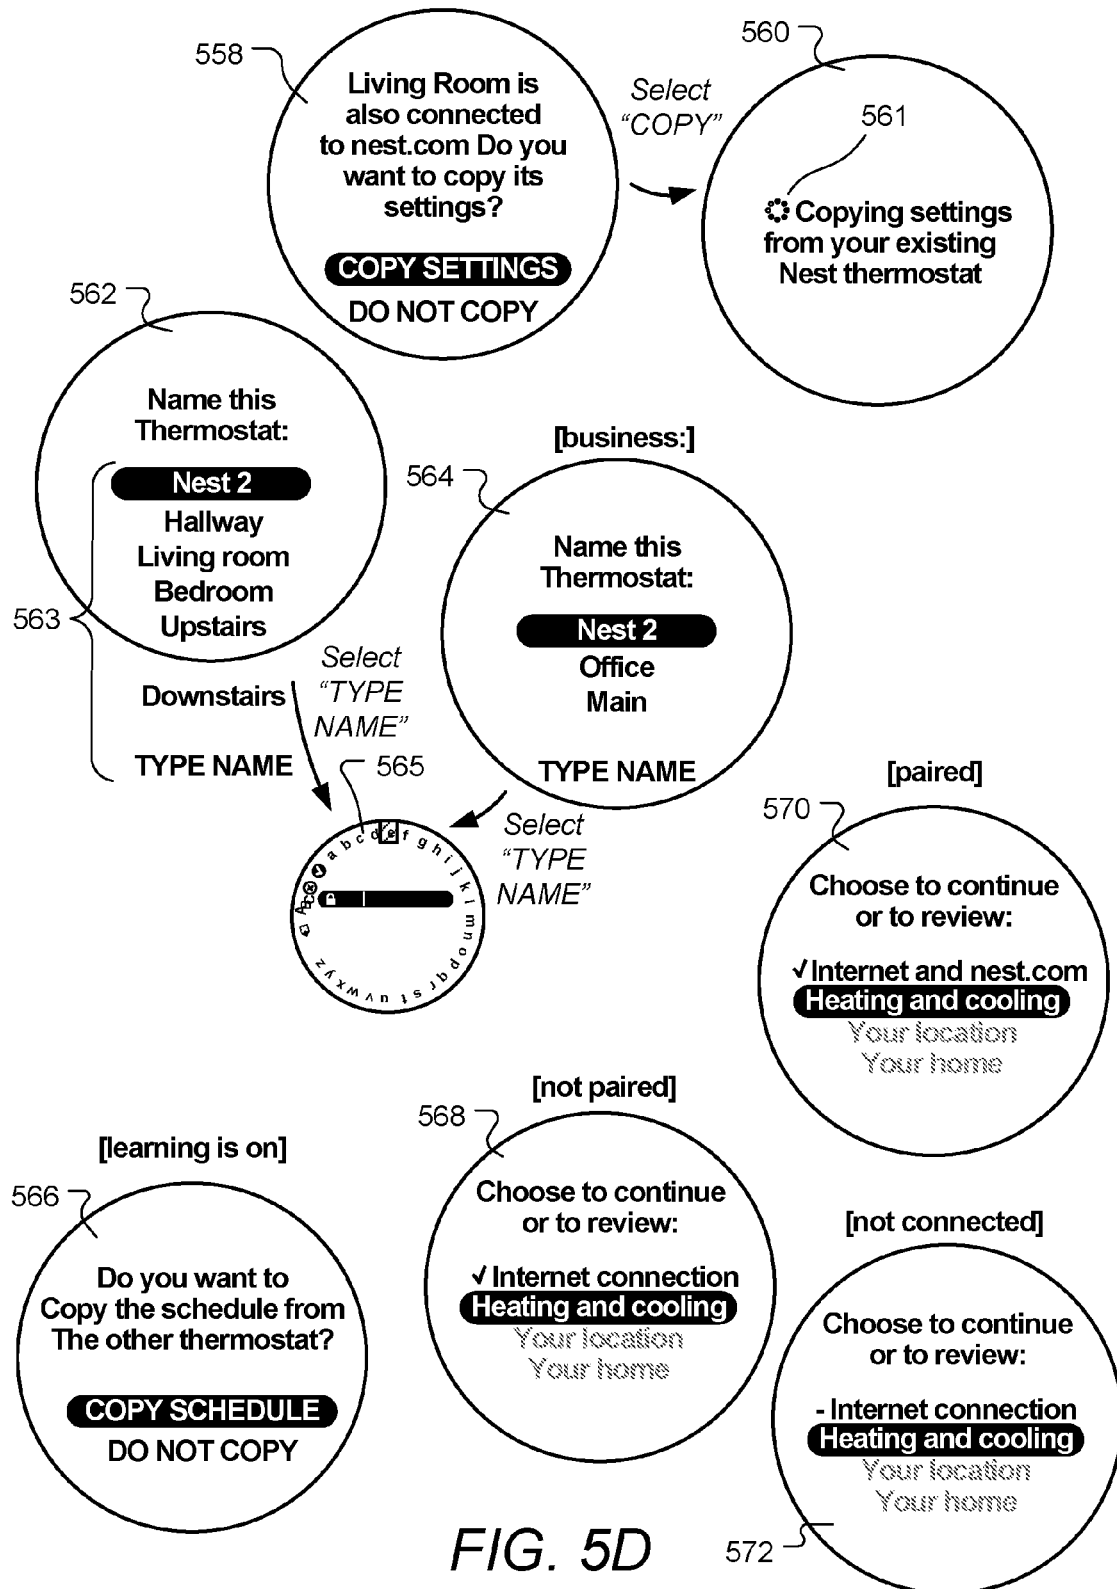 558
Living Room is
also connected
to nest.com Do you
want to copy its
settings?
COPY SETTINGS
DO NOT COPY
Select
“COPY”
560
561
Copying settings
from your existing
Nest thermostat
562
Name this
Thermostat:
Nest 2
Hallway
Living room
Bedroom
Upstairs
Downstairs
TYPE NAME
563
Select
“TYPE
NAME”
[business:]
564
Name this
Thermostat:
Nest 2
Office
Main
TYPE NAME
Select
“TYPE
NAME”
565
ABC a b c d e f g h i j k l m n o p q r s t u v w x y z
[paired]
570
Choose to continue
or to review:
√ Internet and nest.com
Heating and cooling
Your location
Your home
[learning is on]
566
Do you want to
Copy the schedule from
The other thermostat?
COPY SCHEDULE
DO NOT COPY
[not paired]
568
Choose to continue
or to review:
√ Internet connection
Heating and cooling
Your location
Your home
[not connected]
Choose to continue
or to review:
- Internet connection
Heating and cooling
Your location
Your home
572
FIG. 5D